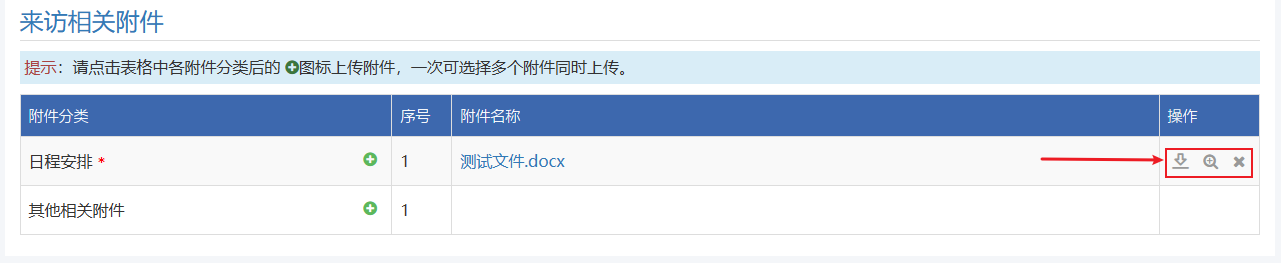 来访相关附件
提示：请点击表格中各附件分类后的图标上传附件，一次可选择多个附件同时上传。
附件分类 序号 附件名称 操作
日程安排 * 1 测试文件.docx
其他相关附件 1